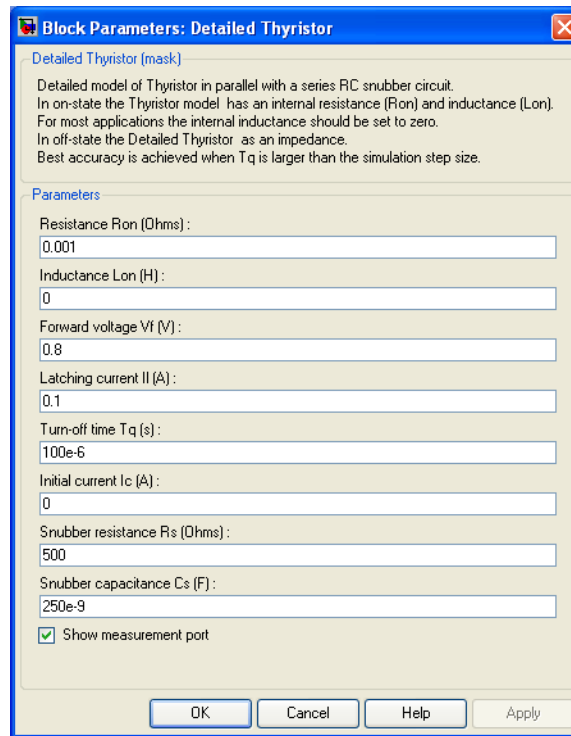 Block Parameters: Detailed Thyristor
Detailed Thyristor (mask)
Detailed model of Thyristor in parallel with a series RC snubber circuit.
In on-state the Thyristor model has an internal resistance (Ron) and inductance (Lon).
For most applications the internal inductance should be set to zero.
In off-state the Detailed Thyristor as an impedance.
Best accuracy is achieved when Tq is larger than the simulation step size.
Parameters
Resistance Ron (Ohms) :
0.001
Inductance Lon (H) :
0
Forward voltage Vf (V) :
0.8
Latching current Il (A) :
0.1
Turn-off time Tq (s) :
100e-6
Initial current Ic (A) :
0
Snubber resistance Rs (Ohms) :
500
Snubber capacitance Cs (F) :
250e-9
Show measurement port
OK Cancel Help Apply